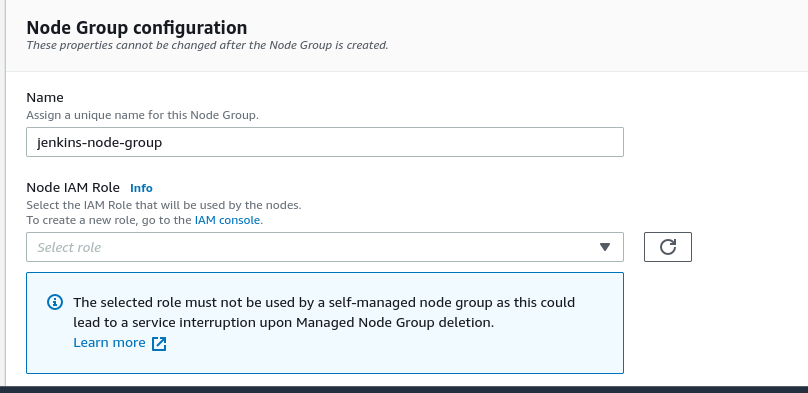 Node Group configuration
These properties cannot be changed after the Node Group is created.
Name
Assign a unique name for this Node Group.
jenkins-node-group
Node IAM Role Info
Select the IAM Role that will be used by the nodes.
To create a new role, go to the IAM console.
Select role
The selected role must not be used by a self-managed node group as this could
lead to a service interruption upon Managed Node Group deletion.
Learn more